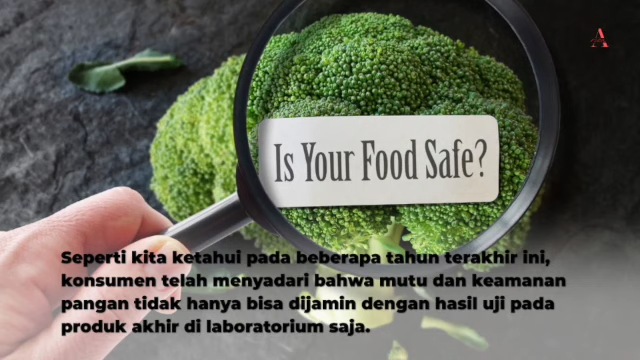 A
Is Your Food Safe?
Seperti kita ketahui pada beberapa tahun terakhir ini,
konsumen telah menyadari bahwa mutu dan keamanan
pangan tidak hanya bisa dijamin dengan hasil uji pada
produk akhir di laboratorium saja.